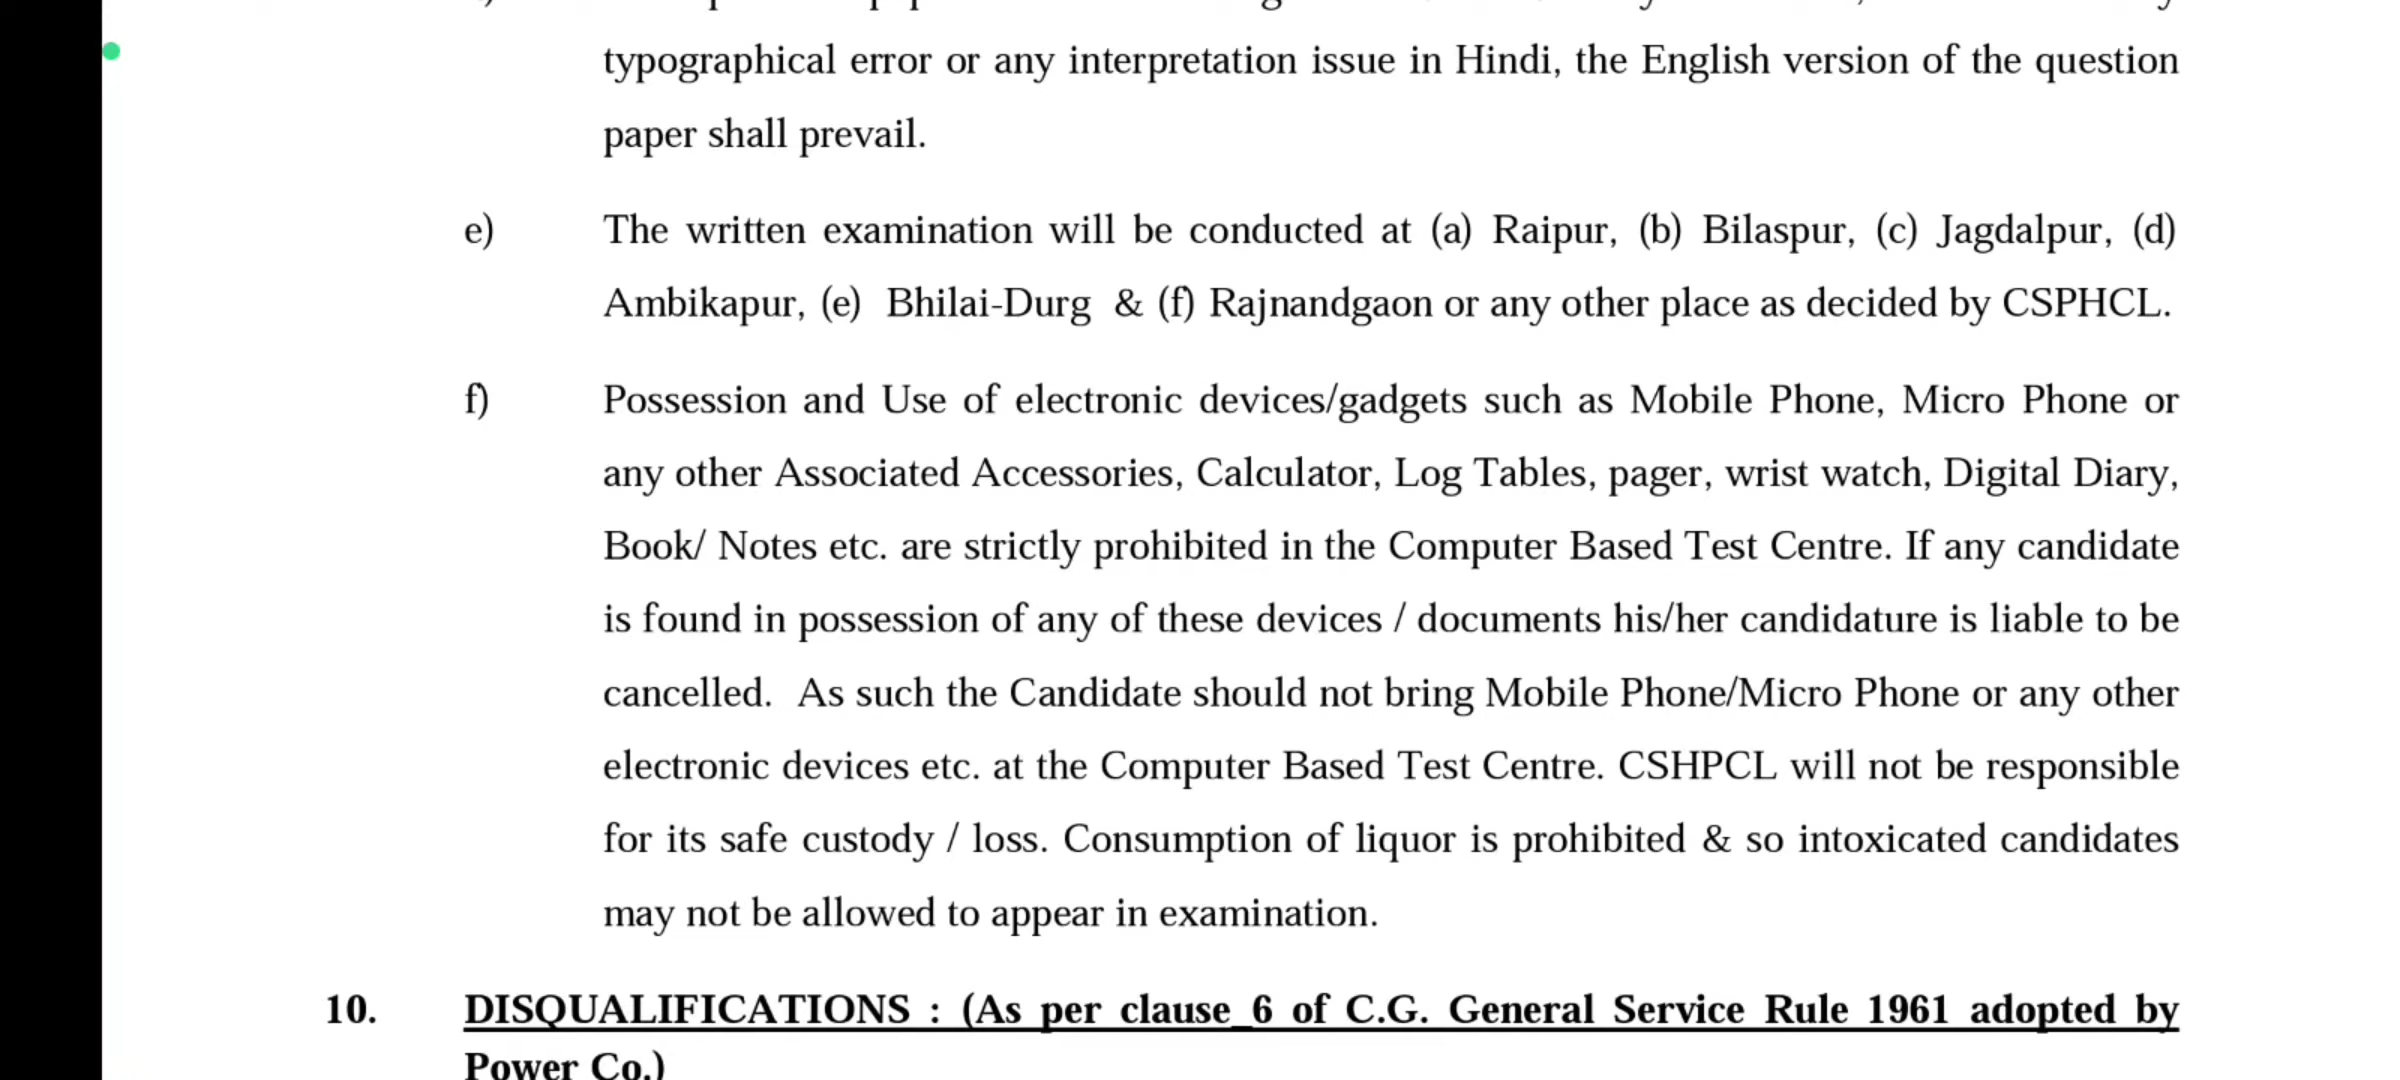 typographical error or any interpretation issue in Hindi, the English version of the question
paper shall prevail.
e) The written examination will be conducted at (a) Raipur, (b) Bilaspur, (c) Jagdalpur, (d)
Ambikapur, (e) Bhilai-Durg & (f) Rajnandgaon or any other place as decided by CSPHCL.
f) Possession and Use of electronic devices/gadgets such as Mobile Phone, Micro Phone or
any other Associated Accessories, Calculator, Log Tables, pager, wrist watch, Digital Diary,
Book/ Notes etc. are strictly prohibited in the Computer Based Test Centre. If any candidate
is found in possession of any of these devices / documents his/her candidature is liable to be
cancelled. As such the Candidate should not bring Mobile Phone/Micro Phone or any other
electronic devices etc. at the Computer Based Test Centre. CSHPCL will not be responsible
for its safe custody / loss. Consumption of liquor is prohibited & so intoxicated candidates
may not be allowed to appear in examination.
10. DISQUALIFICATIONS : (As per clause 6 of C.G. General Service Rule 1961 adopted by
Power Co.)